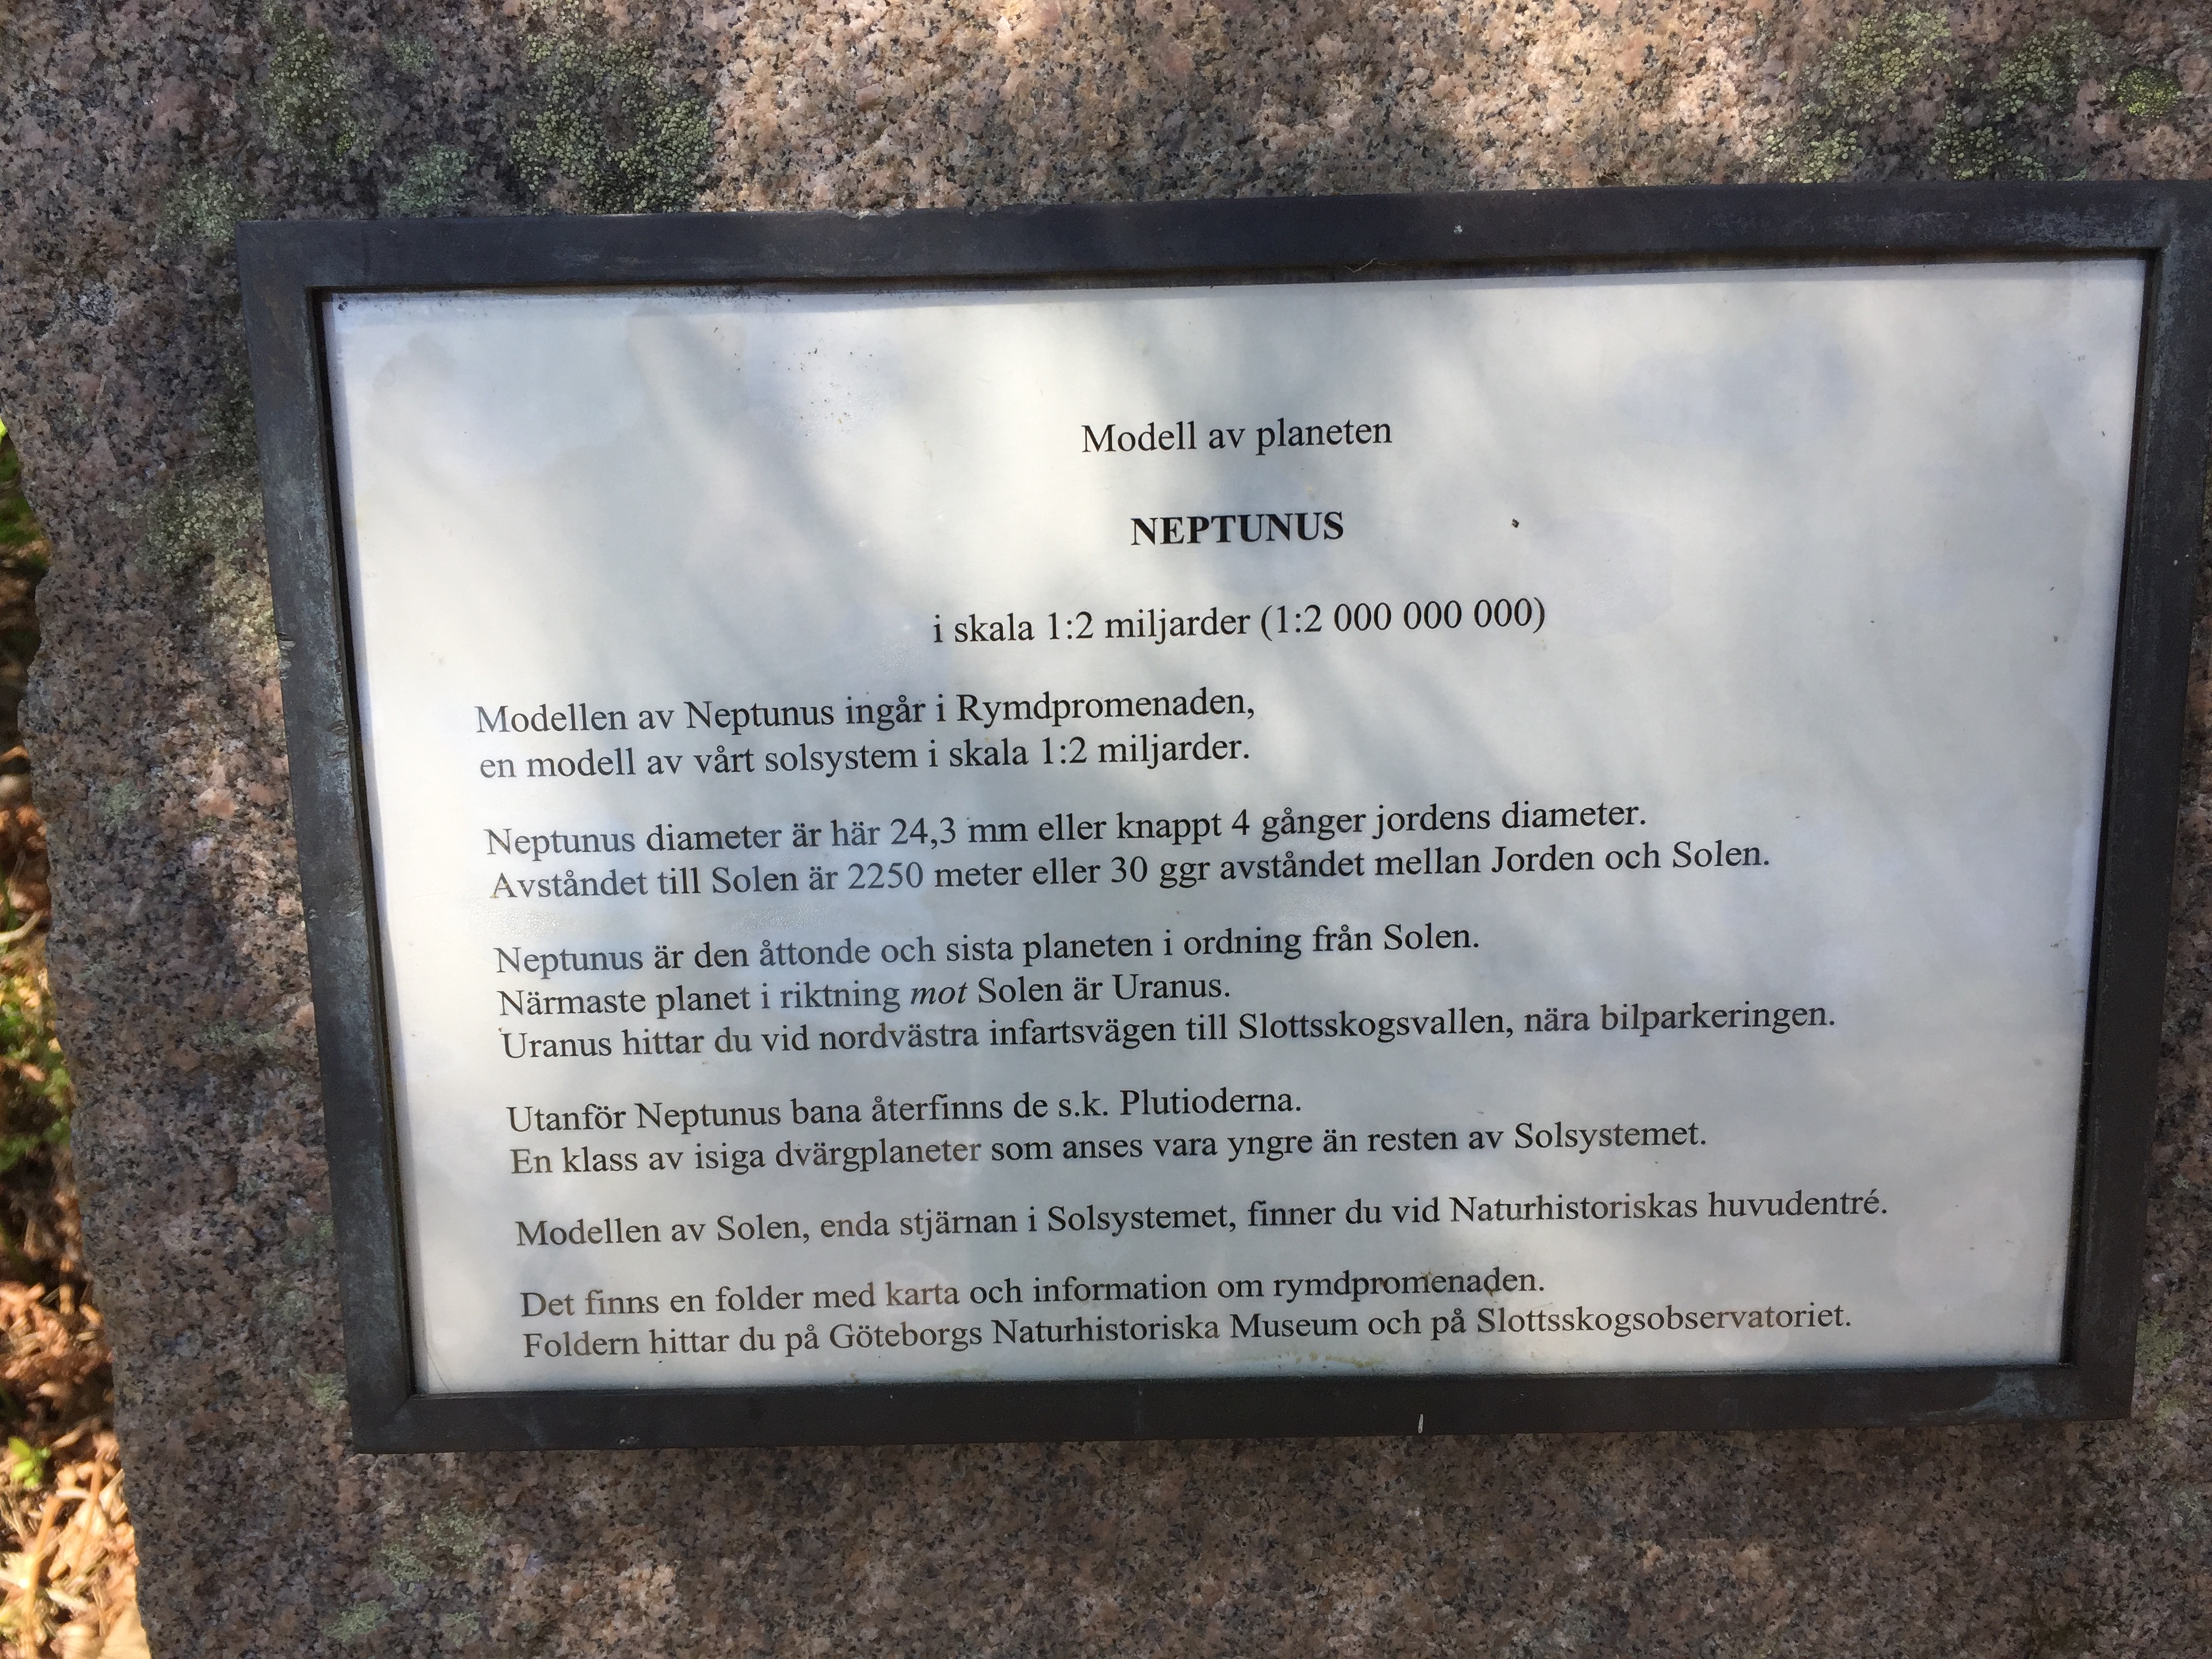 Modell av planeten
NEPTUNUS
i skala 1:2 miljarder (1:2 000 000 000)
Modellen av Neptunus ingår i Rymdpromenaden,
en modell av vårt solsystem i skala 1:2 miljarder.
Neptunus diameter är här 24,3 mm eller knappt 4 gånger jordens diameter.
Avståndet till Solen är 2250 meter eller 30 ggr avståndet mellan Jorden och Solen.
Neptunus är den åttonde och sista planeten i ordning från Solen.
Närmaste planet i riktning mot Solen är Uranus.
Uranus hittar du vid nordvästra infartsvägen till Slottsskogsvallen, nära bilparkeringen.
Utanför Neptunus bana återfinns de s.k. Plutioderna.
En klass av isiga dvärgplaneter som anses vara yngre än resten av Solsystemet.
Modellen av Solen, enda stjärnan i Solsystemet, finner du vid Naturhistoriskas huvudentré.
Det finns en folder med karta och information om rymdpromenaden.
Foldern hittar du på Göteborgs Naturhistoriska Museum och på Slottsskogsobservatoriet.